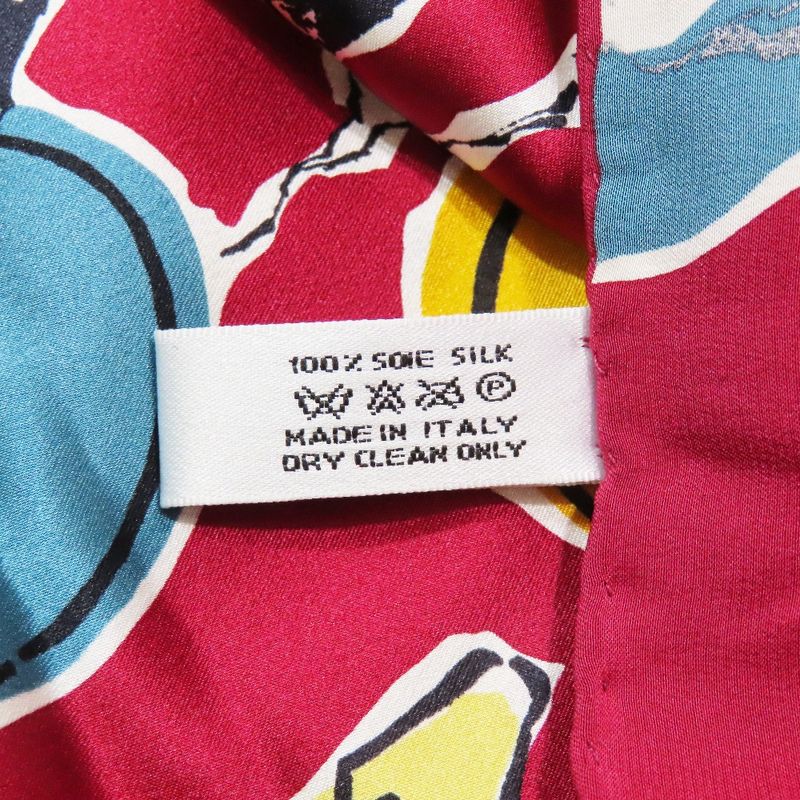 100% SOIE SILK
P
MADE IN ITALY
DRY CLEAN ONLY